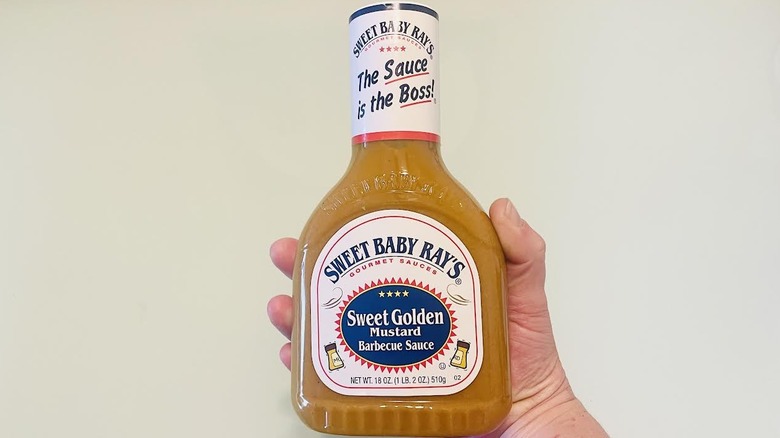 SWEET BABY RAY'S
GOURMET SAUCES
The Sauce
is the Boss!
SWEET BABY RAY'S®
GOURMET SAUCES
Sweet Golden
Mustard
Barbecue Sauce
NET WT. 18 OZ. (1 LB. 2 OZ.) 510g
02